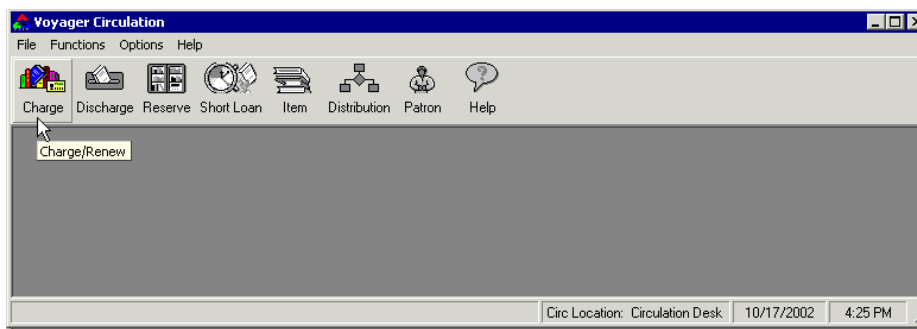 Voyager Circulation
File Functions Options Help
Charge Discharge Reserve Short Loan Item Distribution Patron Help
Charge/Renew
Circ Location: Circulation Desk 10/17/2002 4:25 PM